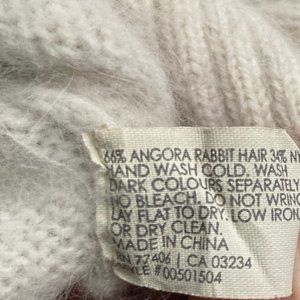 66% ANGORA RABBIT HAIR 34% NY
HAND WASH COLD. WASH
DARK COLOURS SEPARATELY
NO BLEACH. DO NOT WRING
LAY FLAT TO DRY. LOW IRON
OR DRY CLEAN.
MADE IN CHINA
RN 77406 | CA 03234
STYLE #00501504